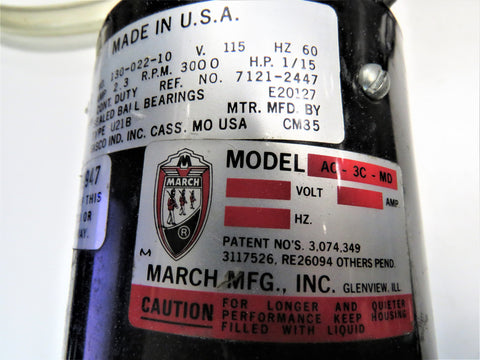 MADE IN U.S.A.
130-022-10 V. 115 HZ 60
2.3 R.P.M. 3000 H.P. 1/15
CONT. DUTY REF. NO. 7121-2447
BALL BEARINGS E20127
TYPE U21B MTR. MFD. BY
IND. INC. CASS. MO USA CM35
947
THIS
OR
MODEL AC-3C-MD
M
MARCH
®
VOLT AMP
HZ.
M
PATENT NO'S. 3,074,349
3117526, RE26094 OTHERS PEND.
MARCH MFG., INC. GLENVIEW, ILL.
CAUTION FOR LONGER AND QUIETER
PERFORMANCE KEEP HOUSING
FILLED WITH LIQUID